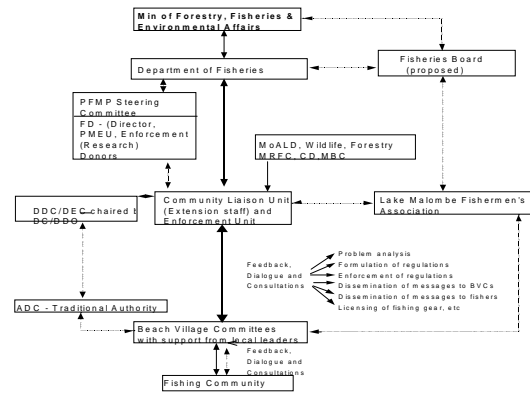 Min of Forestry, Fisheries &
Environmental Affairs
Department of Fisheries
Fisheries Board
(proposed)
PFMP Steering
Committee
FD - (Director,
PMEU, Enforcement
(Research)
Donors
MoALD, Wildlife, Forestry
MRFC, CD, MBC
DDC/DEC chaired b
DC/DDO
Community Liaison Unit
(Extension staff) and
Enforcement Unit
Lake Malombe Fishermen's
Association
Feedback,
Dialogue and
Consultations
Problem analysis
Formulation of regulations
Enforcement of regulations
Dissemination of messages to BVCs
Dissemination of messages to fishers
Licensing of fishing gear, etc
ADC - Traditional Authority
Beach Village Committees
with support from local leaders
Feedback,
Dialogue and
Consultations
Fishing Community